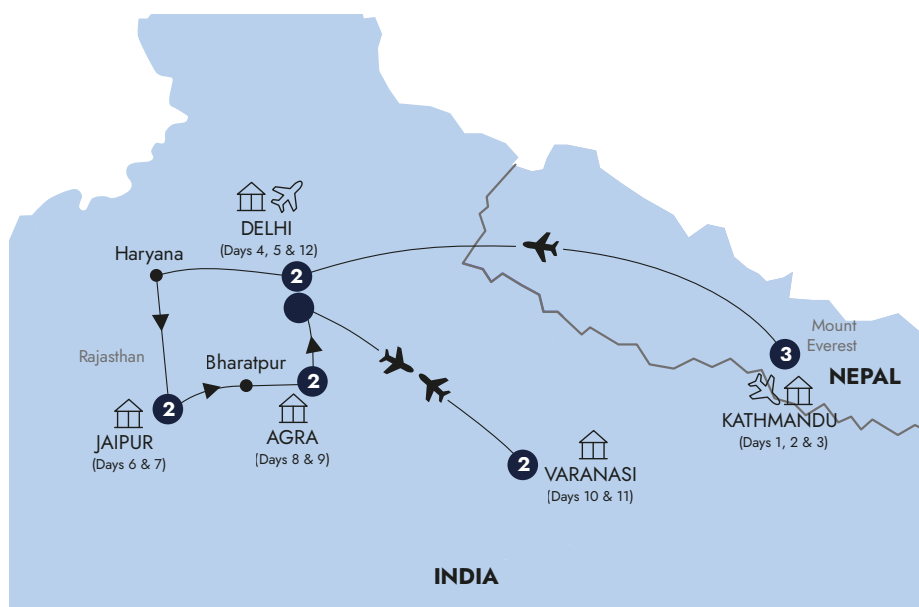 DELHI
(Days 4, 5 & 12)
Haryana
2
Mount
Everest
3
NEPAL
Rajasthan
Bharatpur
2
2
KATHMANDU
(Days 1, 2 & 3)
JAIPUR
(Days 6 & 7)
AGRA
(Days 8 & 9)
2
VARANASI
(Days 10 & 11)
INDIA